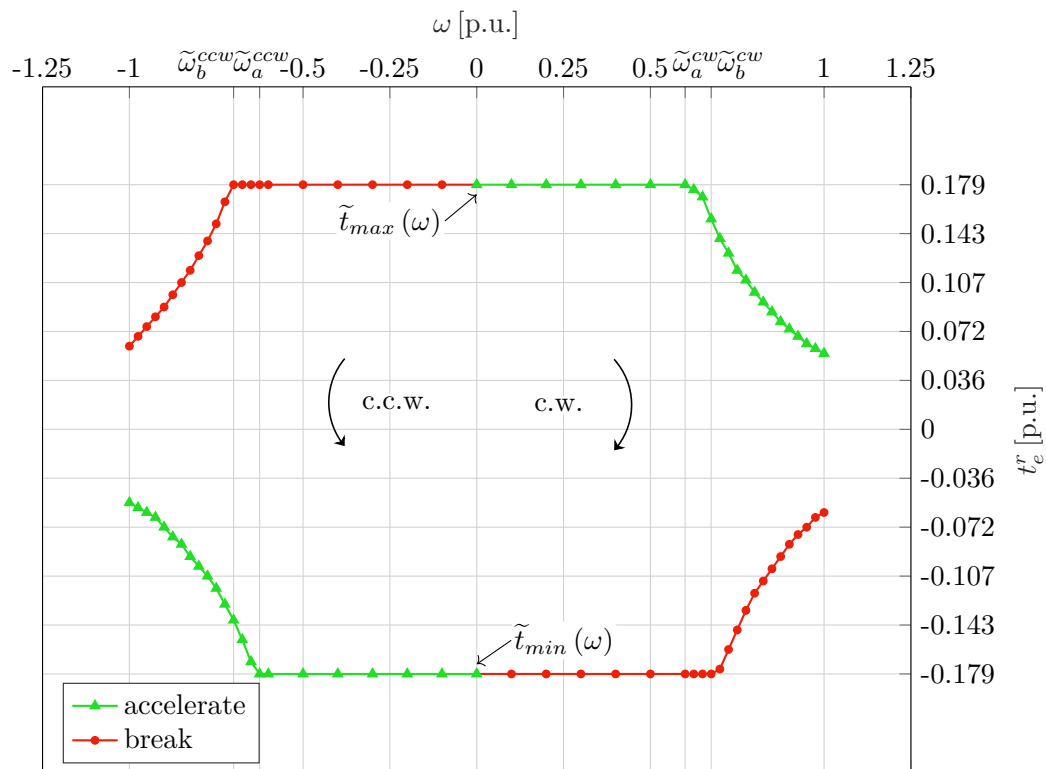 ω [p.u.]
-1.25 -1 ω̃_b^{ccw} ω̃_a^{ccw} -0.5 -0.25 0 0.25 0.5 ω̃_a^{cw} ω̃_b^{cw} 1 1.25
0.179
t̃_{max} (ω)
0.143
0.107
0.072
0.036
c.c.w.
c.w.
0
t_e^r [p.u.]
-0.036
-0.072
-0.107
-0.143
t̃_{min} (ω)
-0.179
accelerate
break